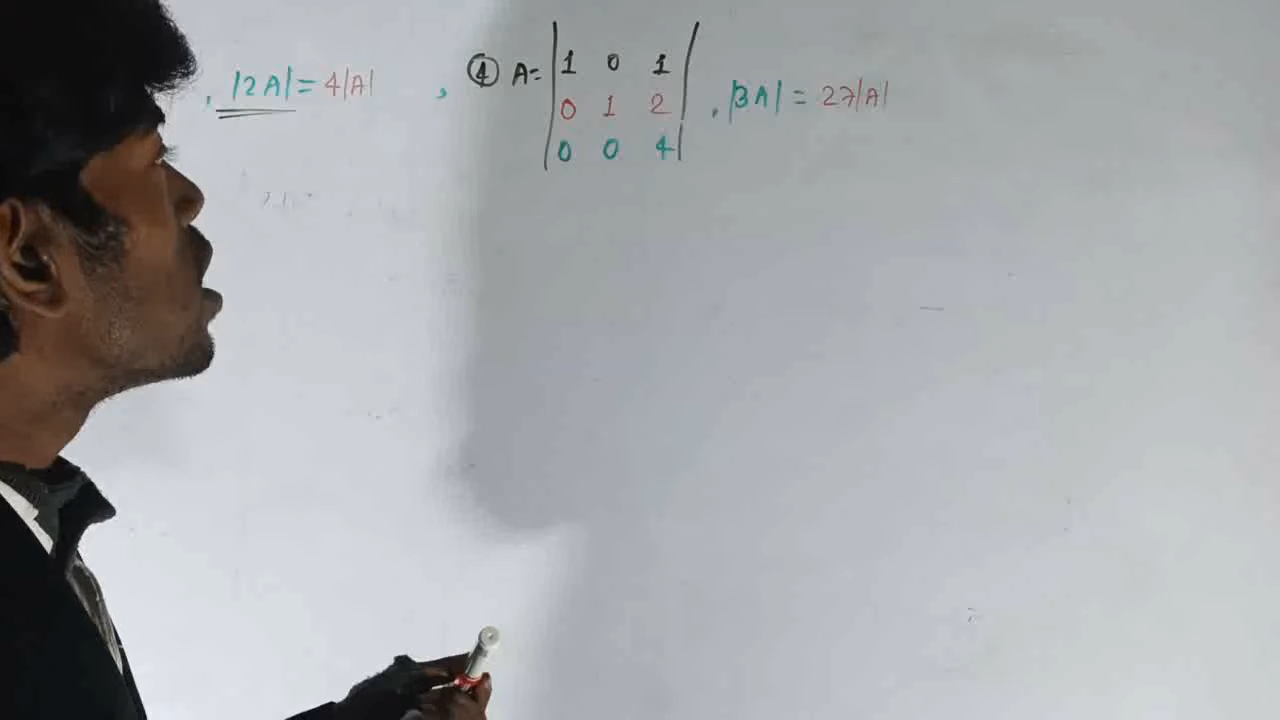 , |2A| = 4|A| , ④ A = | 1 0 1 |
| 0 1 2 | , |3A| = 27|A|
| 0 0 4 |